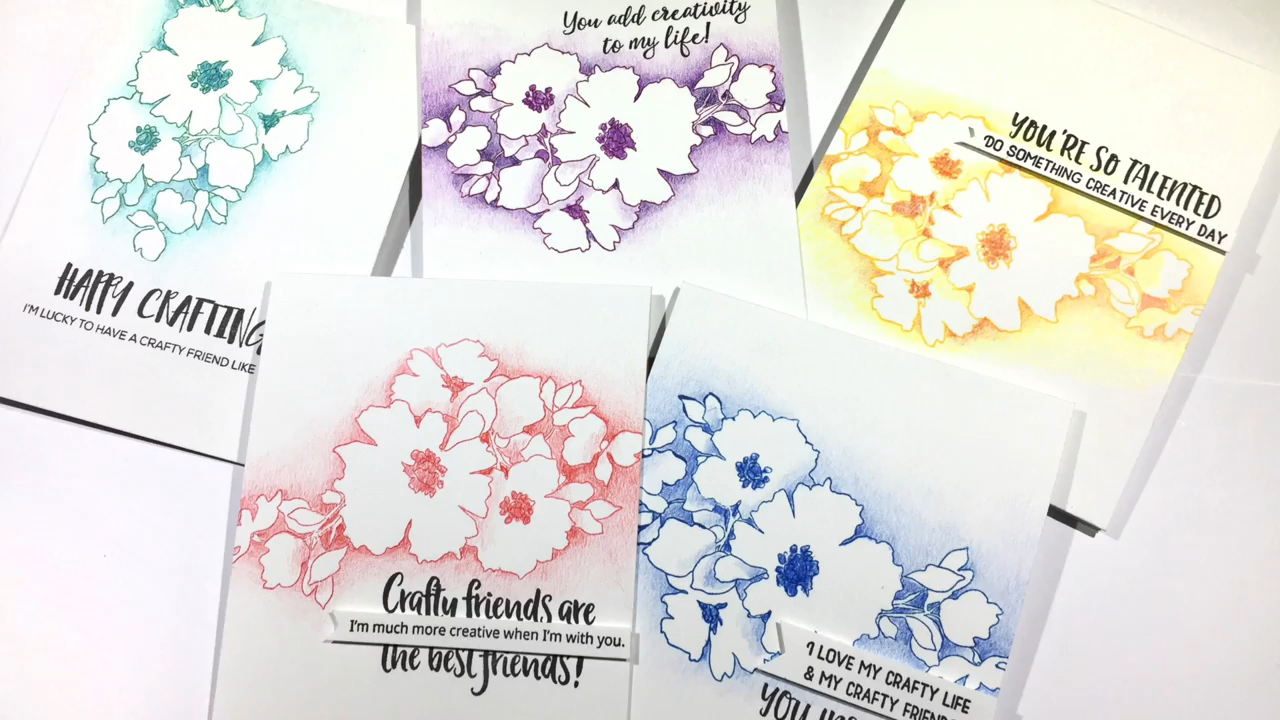 You add creativity
to my life!
HAPPY CRAFTING
I'M LUCKY TO HAVE A CRAFTY FRIEND LIKE
YOU'RE SO TALENTED
DO SOMETHING CREATIVE EVERY DAY
Crafty friends are
I'm much more creative when I'm with you.
the best friends!
I LOVE MY CRAFTY LIFE
& MY CRAFTY
YOU